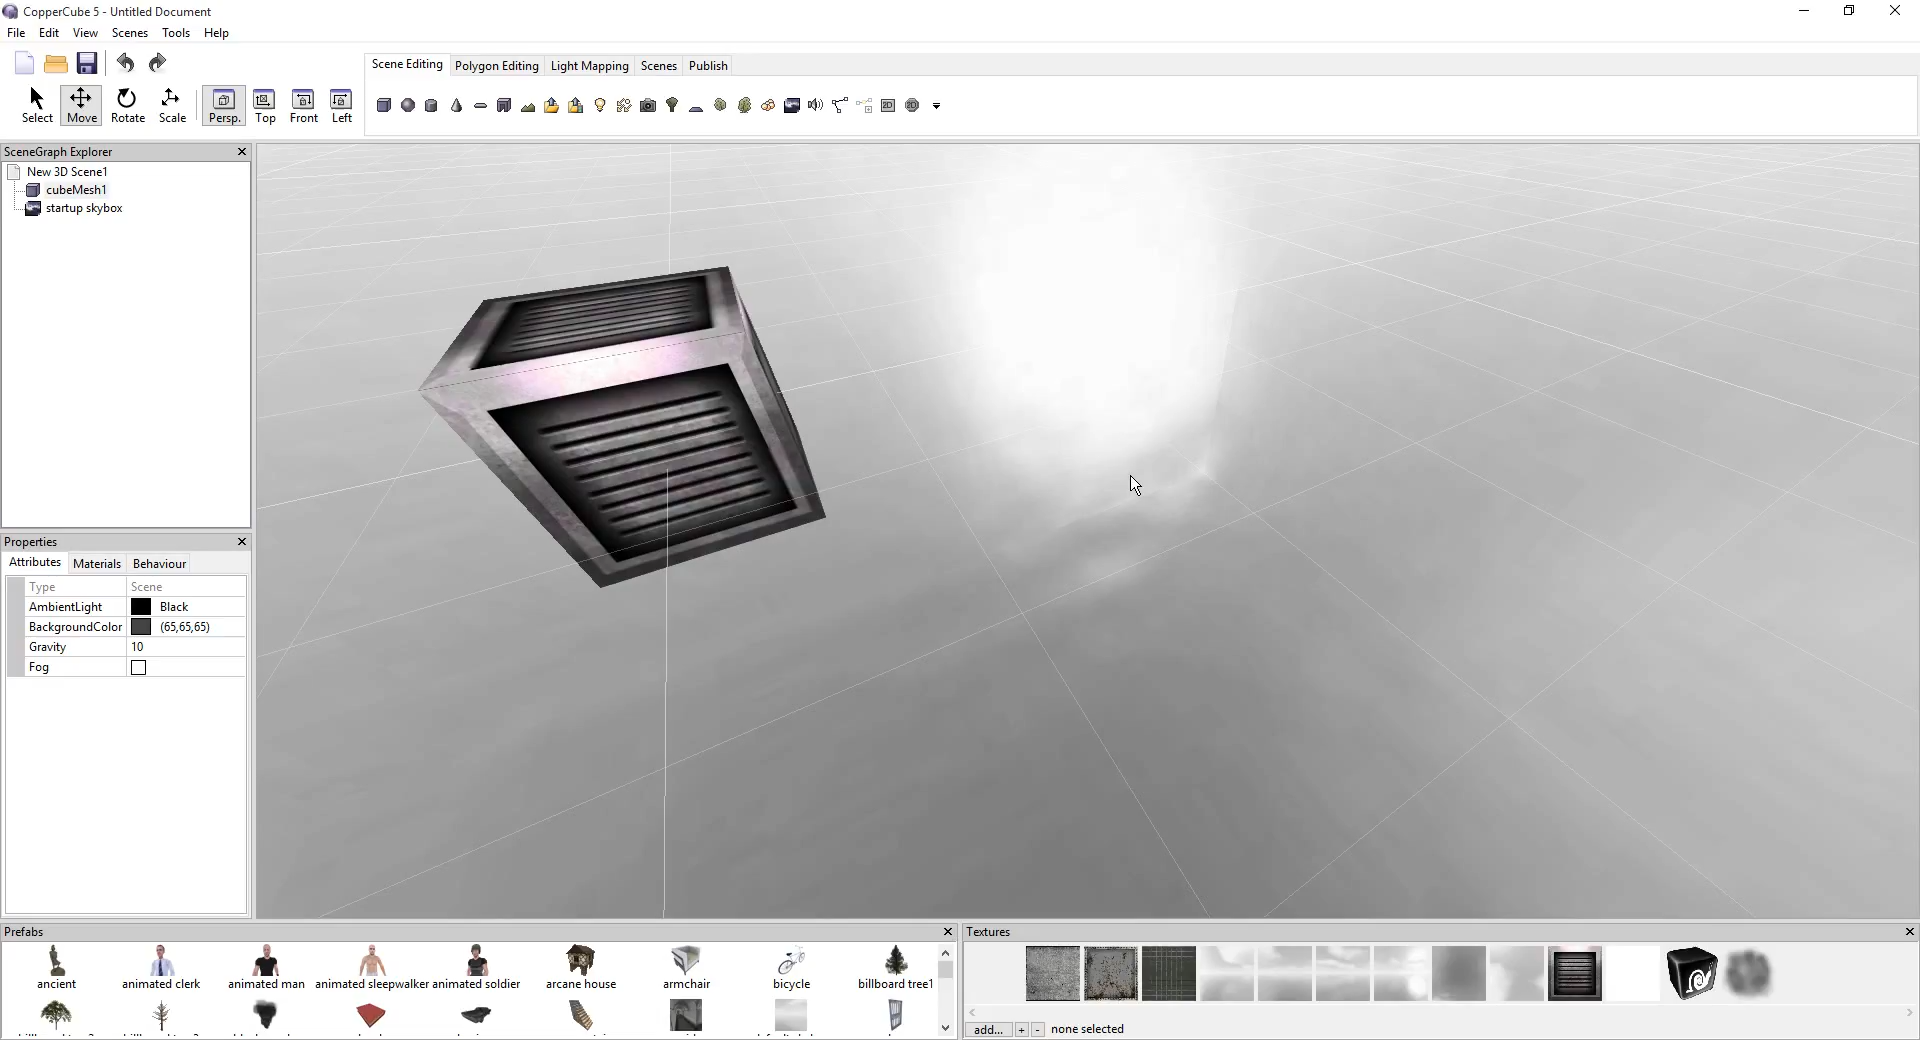 CopperCube 5 - Untitled Document
File Edit View Scenes Tools Help
Scene Editing Polygon Editing Light Mapping Scenes Publish
Select Move Rotate Scale Persp. Top Front Left
2D 2D
SceneGraph Explorer
New 3D Scene1
cubeMesh1
startup skybox
Properties
Attributes Materials Behaviour
Type Scene
AmbientLight Black
BackgroundColor (65,65,65)
Gravity 10
Fog
Prefabs
ancient animated clerk animated man animated sleepwalker animated soldier arcane house armchair bicycle billboard tree1
Textures
add... + - none selected